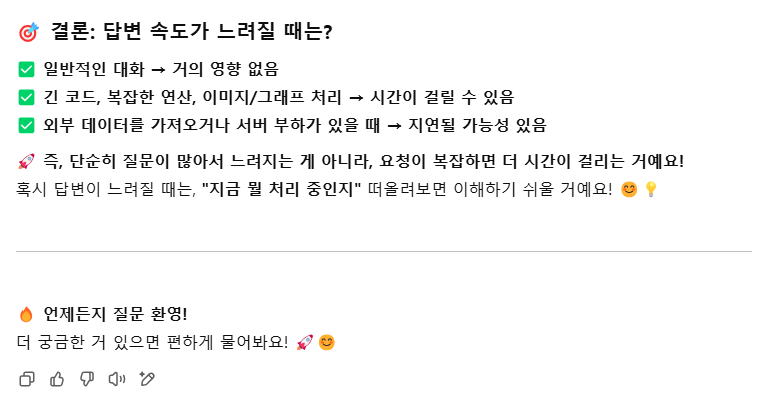 🎯 결론: 답변 속도가 느려질 때는?
✅ 일반적인 대화 → 거의 영향 없음
✅ 긴 코드, 복잡한 연산, 이미지/그래프 처리 → 시간이 걸릴 수 있음
✅ 외부 데이터를 가져오거나 서버 부하가 있을 때 → 지연될 가능성 있음
🚀 즉, 단순히 질문이 많아서 느려지는 게 아니라, 요청이 복잡하면 더 시간이 걸리는 거예요!
혹시 답변이 느려질 때는, "지금 뭘 처리 중인지" 떠올려보면 이해하기 쉬울 거예요! 😊💡
🔥 언제든지 질문 환영!
더 궁금한 거 있으면 편하게 물어봐요! 🚀😊